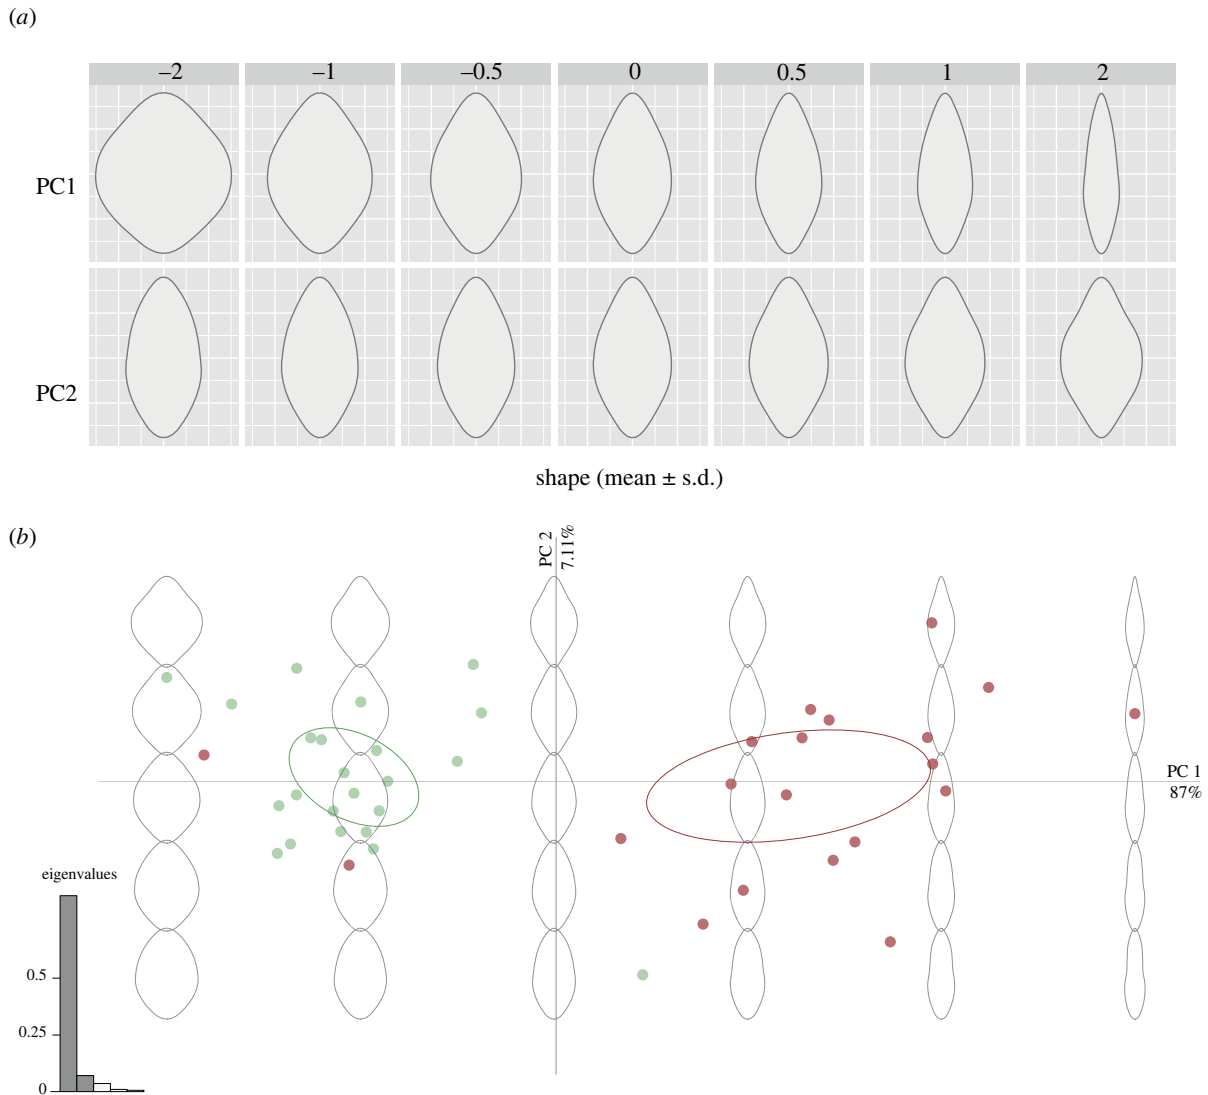 (a)
–2 –1 –0.5 0 0.5 1 2
PC1
PC2
shape (mean ± s.d.)
(b)
PC 2
7.11%
PC 1
87%
eigenvalues
0.5
0.25
0